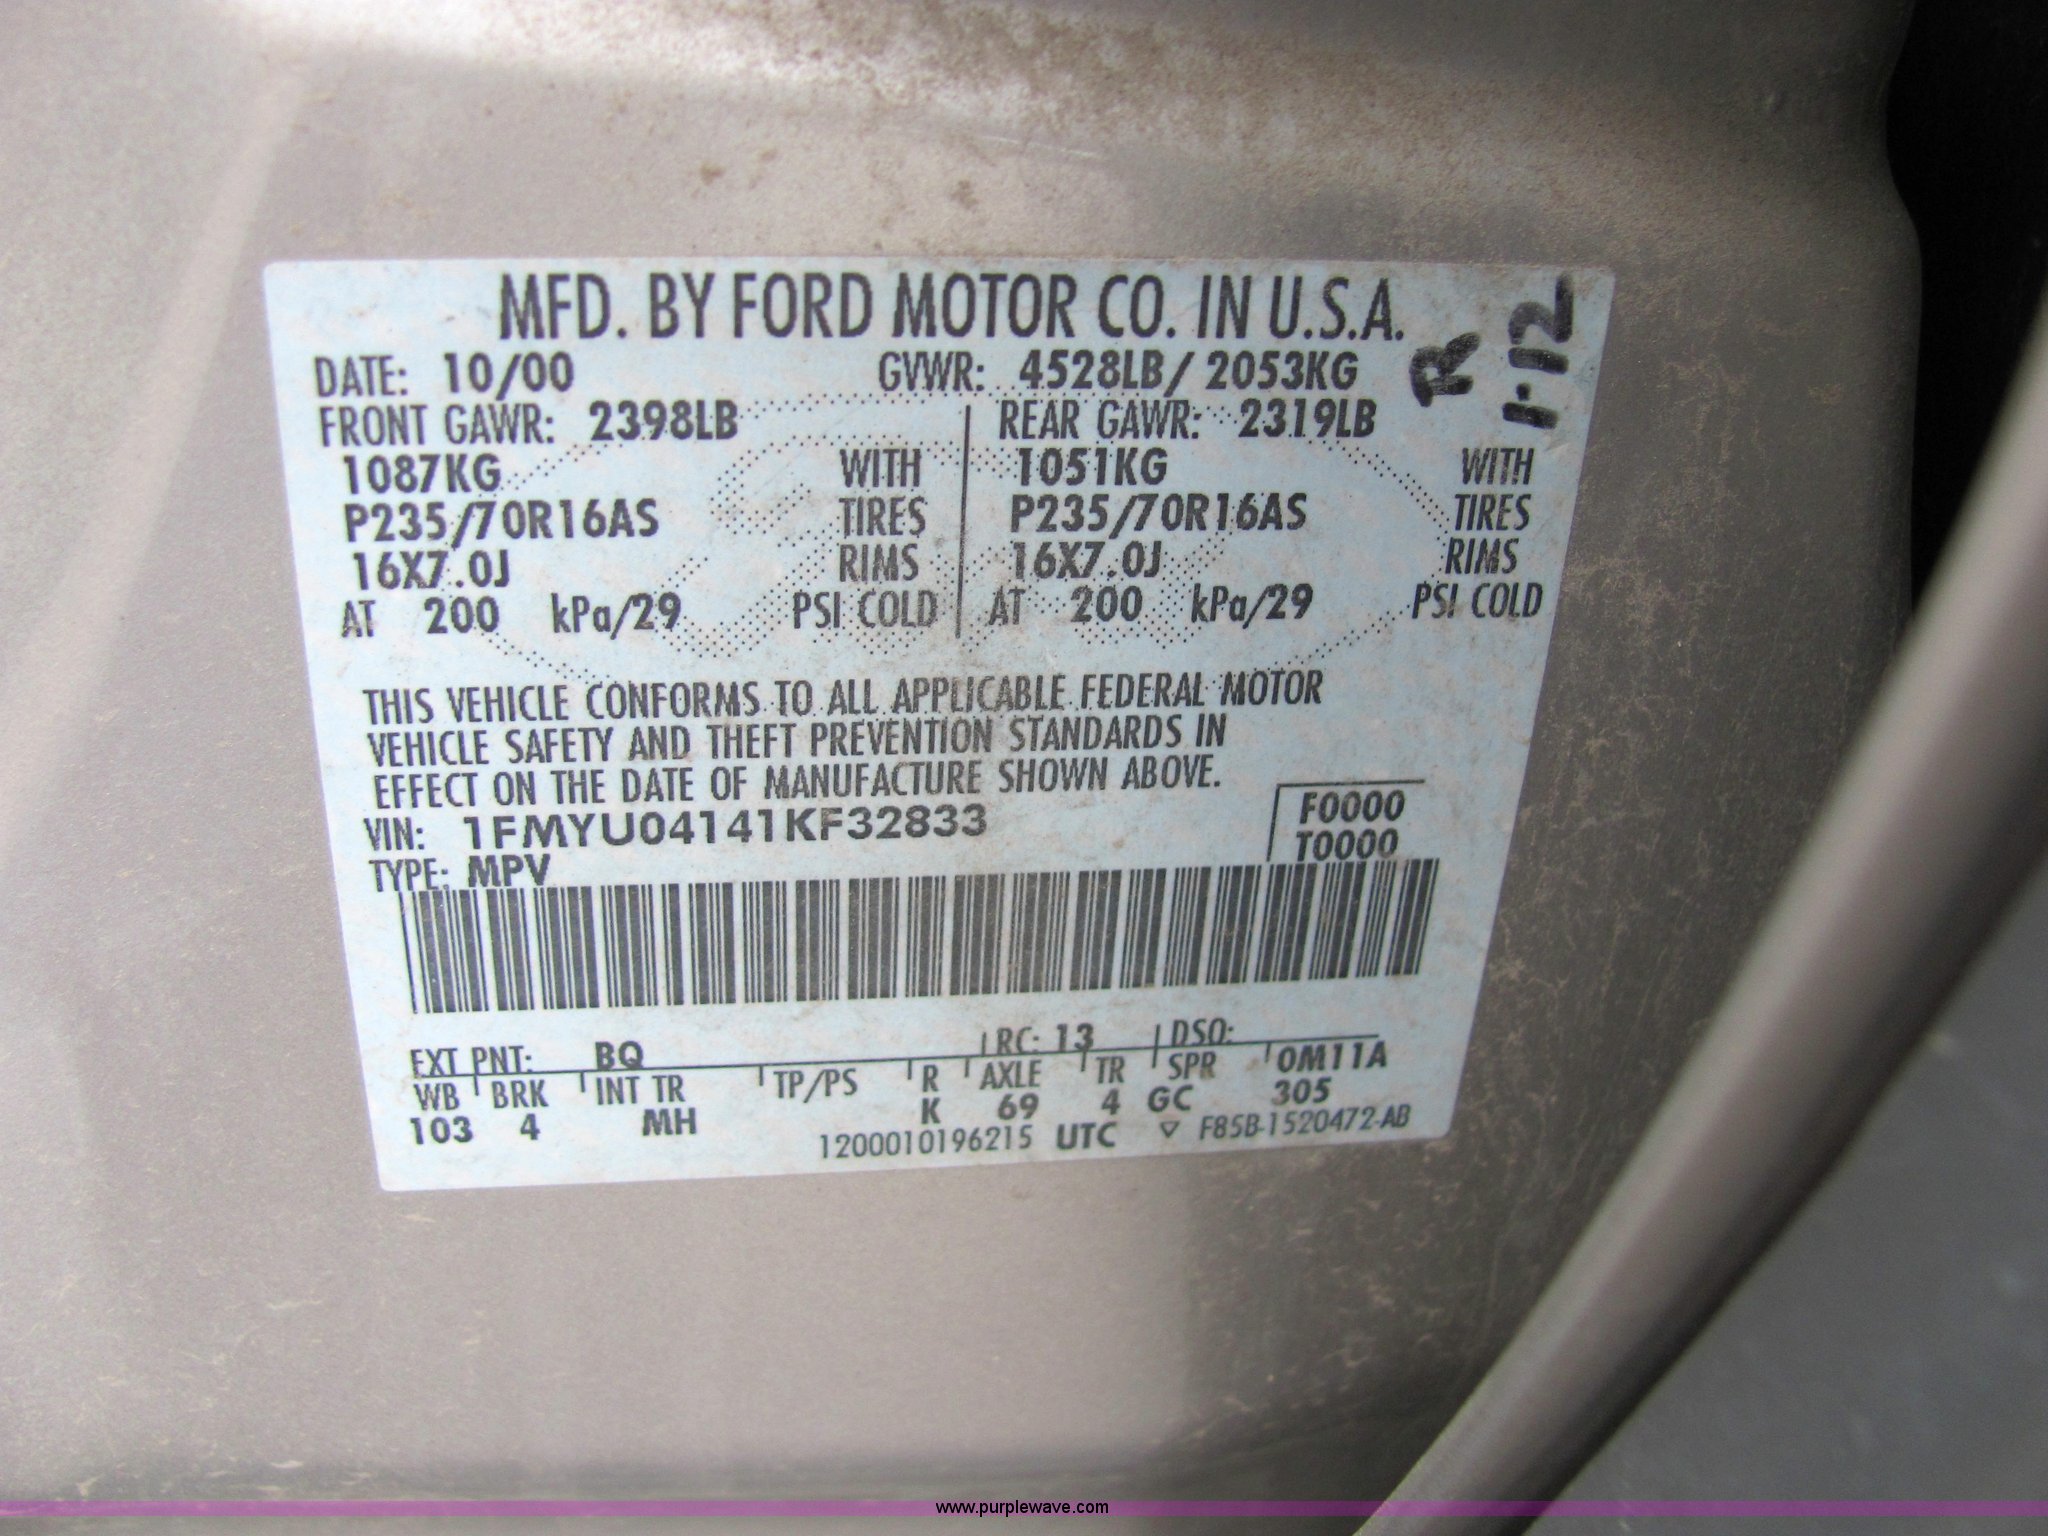 MFD. BY FORD MOTOR CO. IN U.S.A.
R 1-12
DATE: 10/00 GVWR: 4528LB/ 2053KG
FRONT GAWR: 2398LB REAR GAWR: 2319LB
1087KG WITH 1051KG WITH
P235/70R16AS TIRES P235/70R16AS TIRES
16X7.0J RIMS 16X7.0J RIMS
AT 200 kPa/29 PSI COLD AT 200 kPa/29 PSI COLD
THIS VEHICLE CONFORMS TO ALL APPLICABLE FEDERAL MOTOR
VEHICLE SAFETY AND THEFT PREVENTION STANDARDS IN
EFFECT ON THE DATE OF MANUFACTURE SHOWN ABOVE.
VIN: 1FMYU04141KF32833 F0000
TYPE: MPV T0000
EXT PNT: BQ RC: 13 DSO:
WB BRK INT TR TP/PS R AXLE TR SPR 0M11A
103 4 MH K 69 4 GC 305
1200010196215 UTC ▽ F85B-1520472-AB
www.purplewave.com